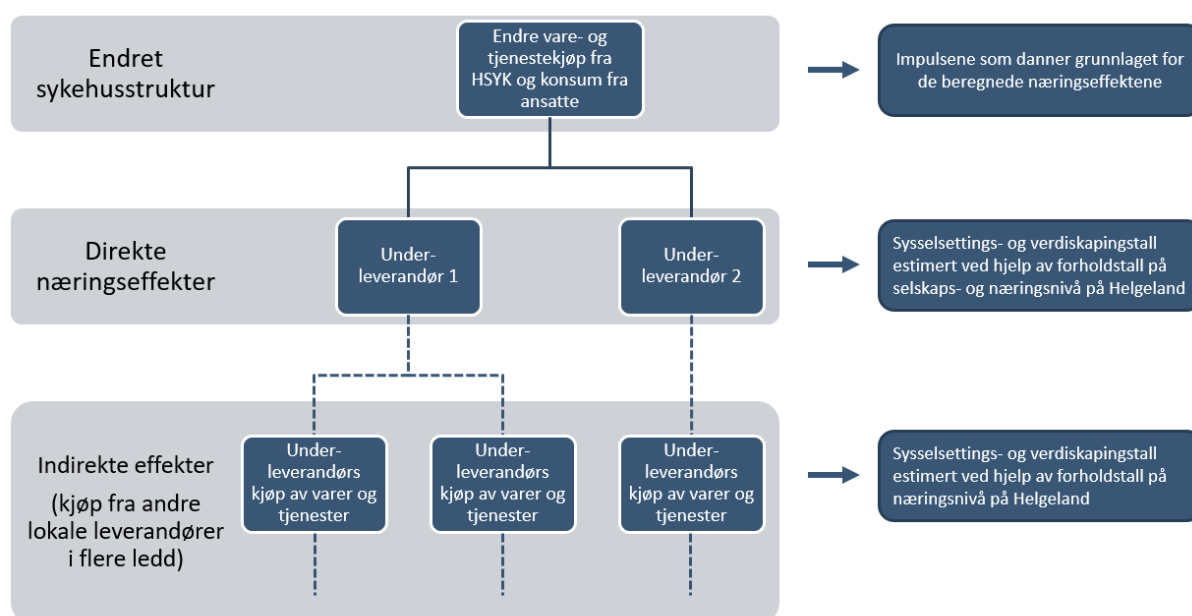 Endret
sykehusstruktur
Endre vare- og
tjenestekjøp fra
HSYK og konsum fra
ansatte
Impulsene som danner grunnlaget for
de beregnede næringseffektene
Direkte
næringseffekter
Under-
leverandør 1
Under-
leverandør 2
Sysselsettings- og verdiskapingstall
estimert ved hjelp av forholdstall på
selskaps- og næringsnivå på Helgeland
Indirekte effekter
(kjøp fra andre
lokale leverandører
i flere ledd)
Under-
leverandørs
kjøp av varer og
tjenester
Under-
leverandørs
kjøp av varer og
tjenester
Under-
leverandørs
kjøp av varer og
tjenester
Sysselsettings- og verdiskapingstall
estimert ved hjelp av forholdstall på
næringsnivå på Helgeland